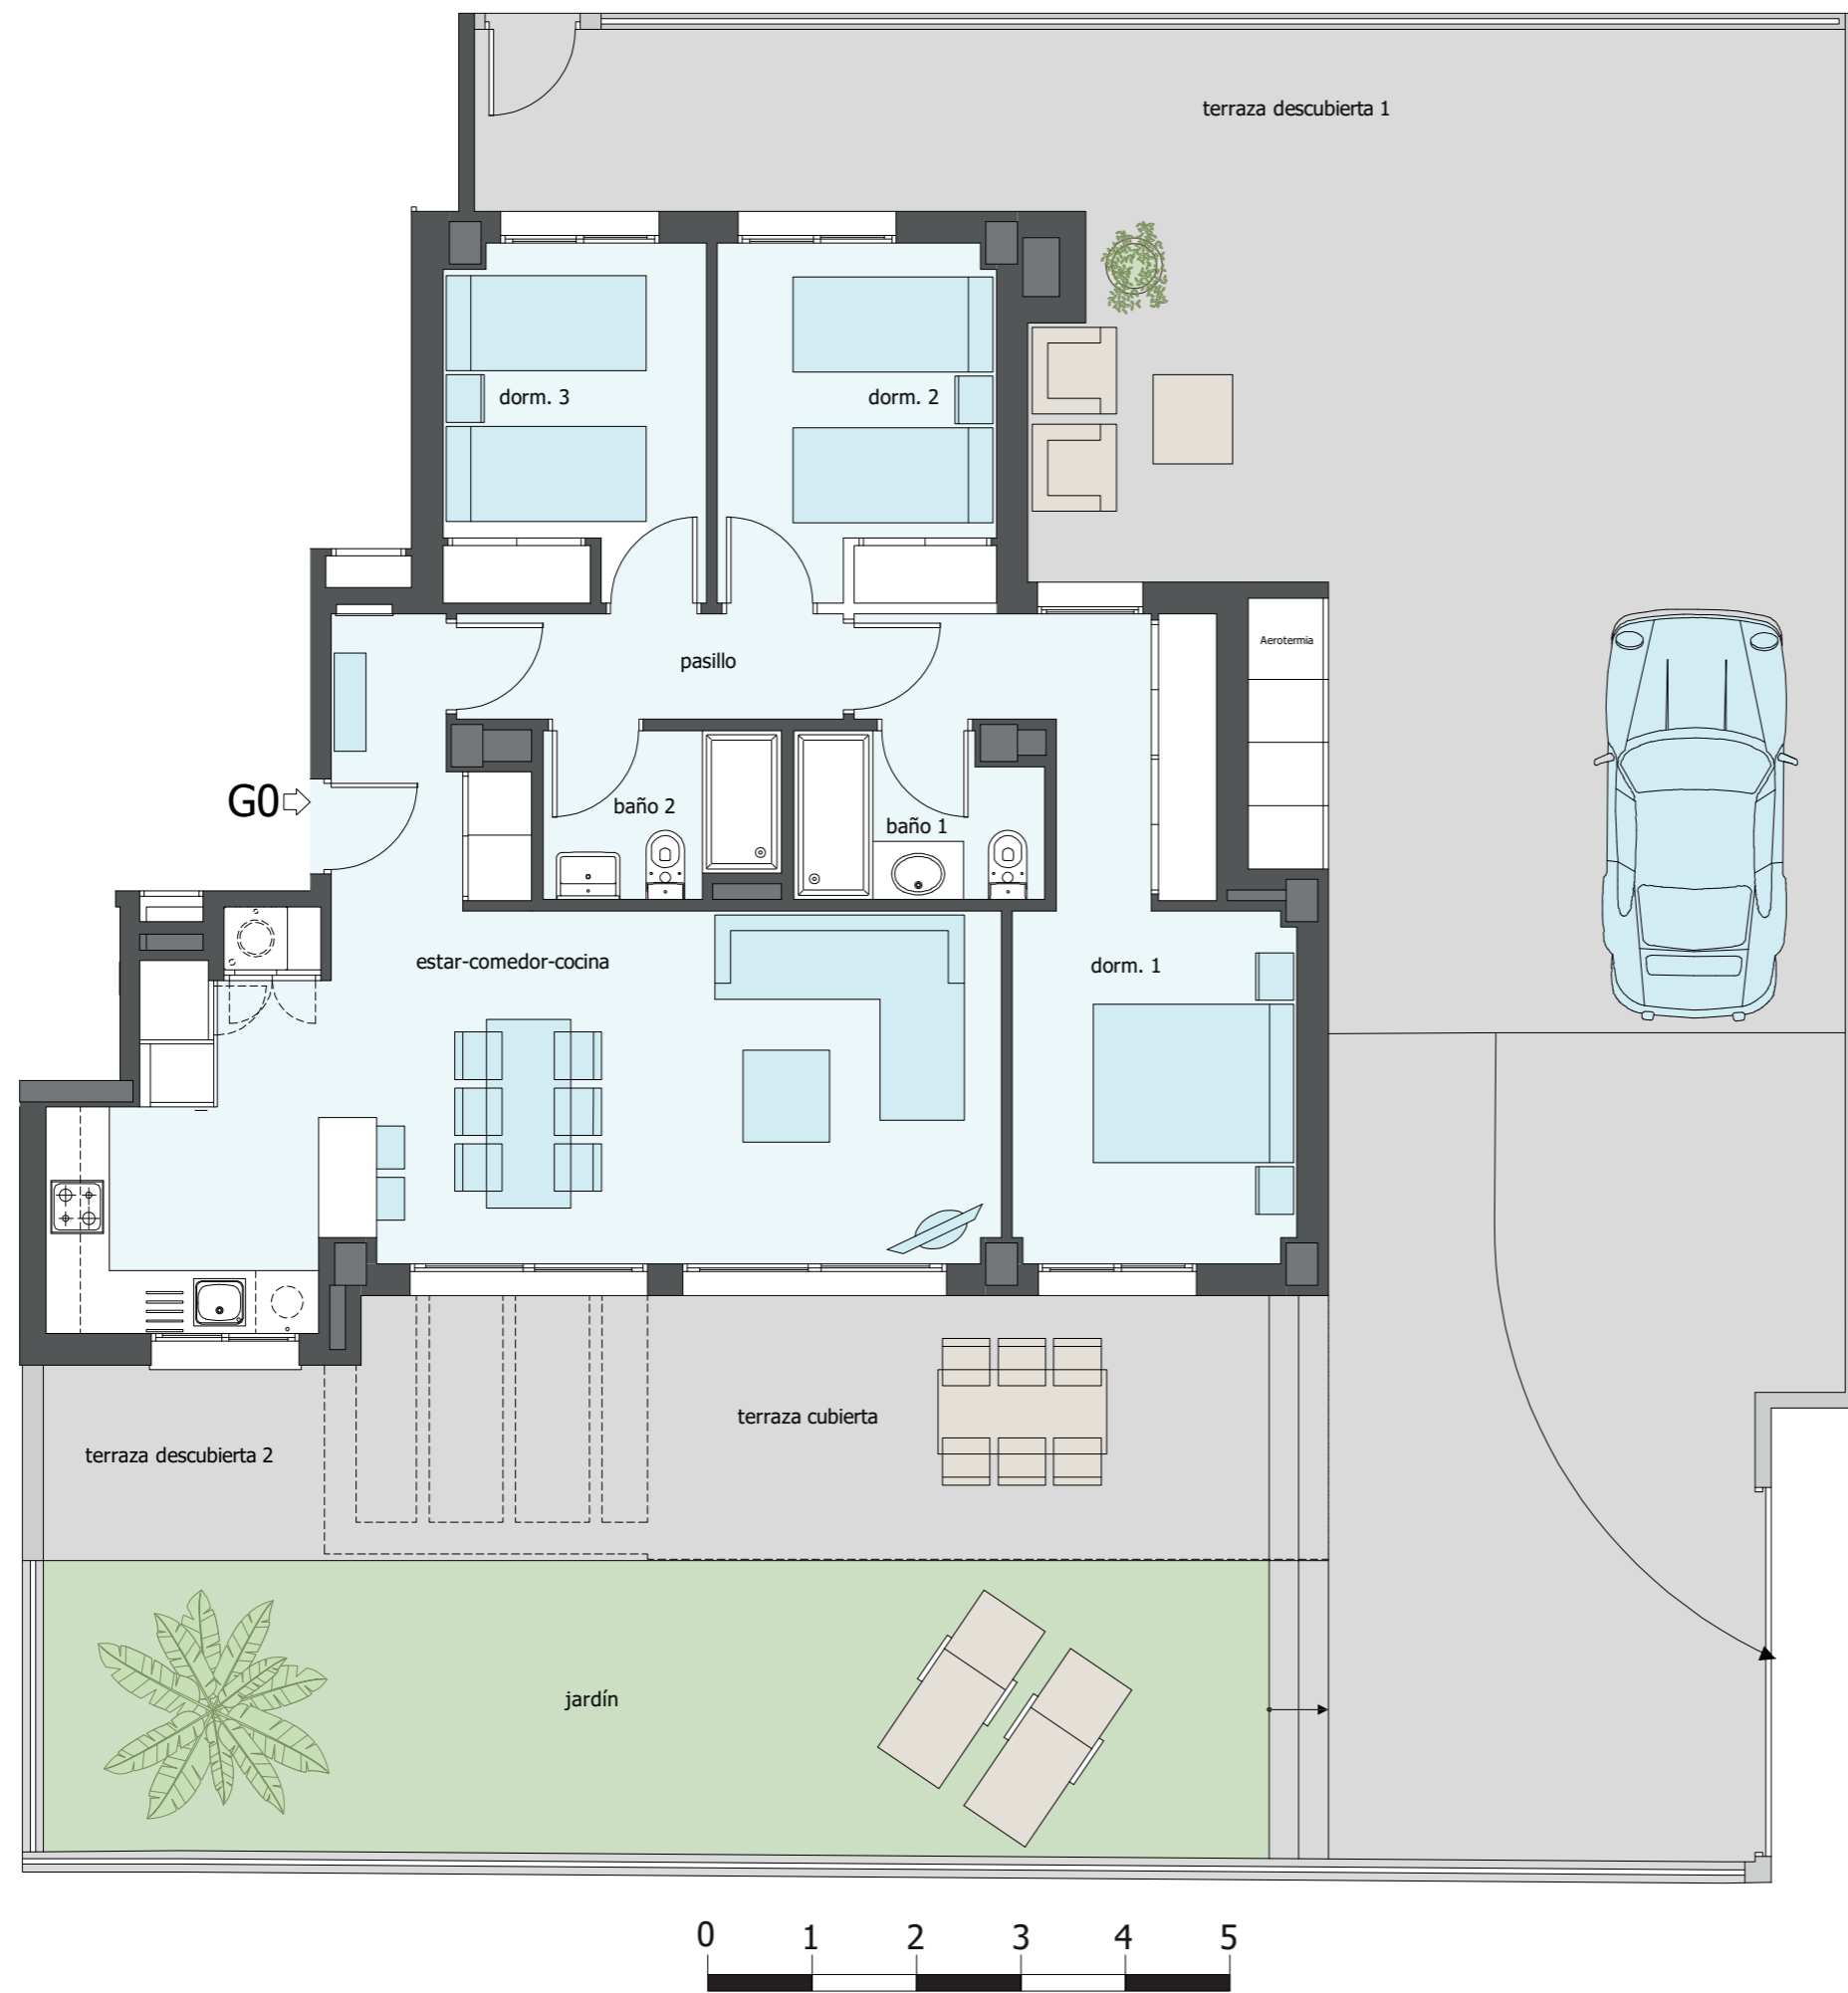 terraza descubierta 1
dorm. 3
dorm. 2
Aerotermia
pasillo
G0
baño 2
baño 1
estar-comedor-cocina
dorm. 1
terraza cubierta
terraza descubierta 2
jardín
0 1 2 3 4 5